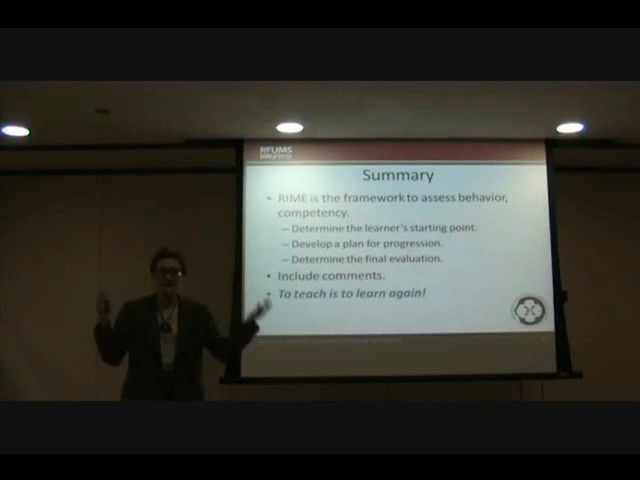 RFUMS
Summary
• RIME is the framework to assess behavior,
competency.
– Determine the learner's starting point.
– Develop a plan for progression.
– Determine the final evaluation.
• Include comments.
• To teach is to learn again!